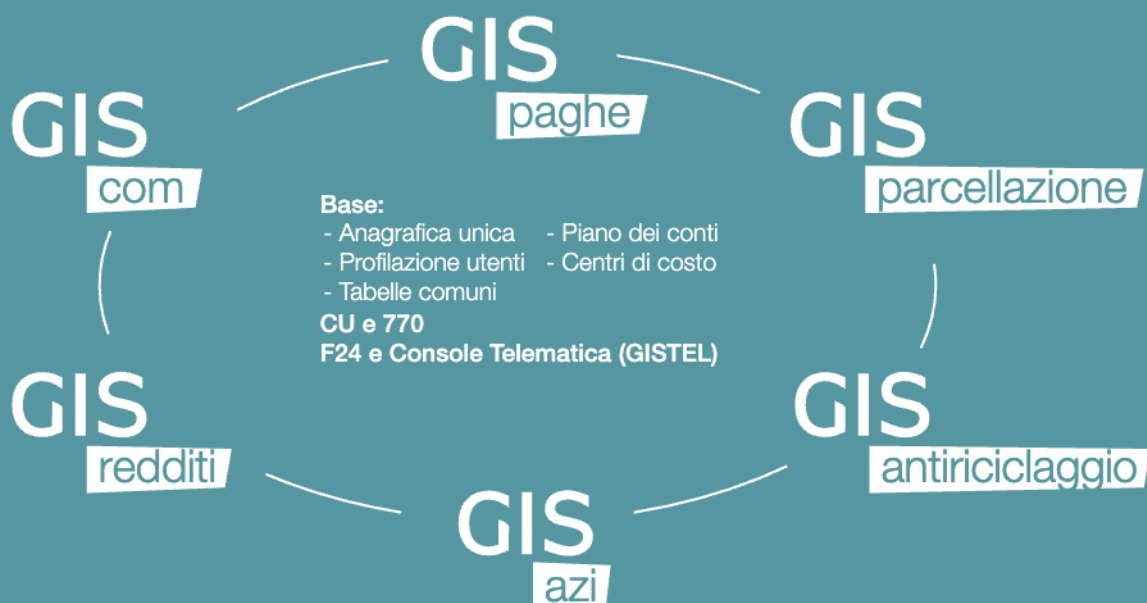 GIS
paghe
GIS
com
GIS
parcellazione
Base:
- Anagrafica unica - Piano dei conti
- Profilazione utenti - Centri di costo
- Tabelle comuni
CU e 770
F24 e Console Telematica (GISTEL)
GIS
redditi
GIS
antiriciclaggio
GIS
azi